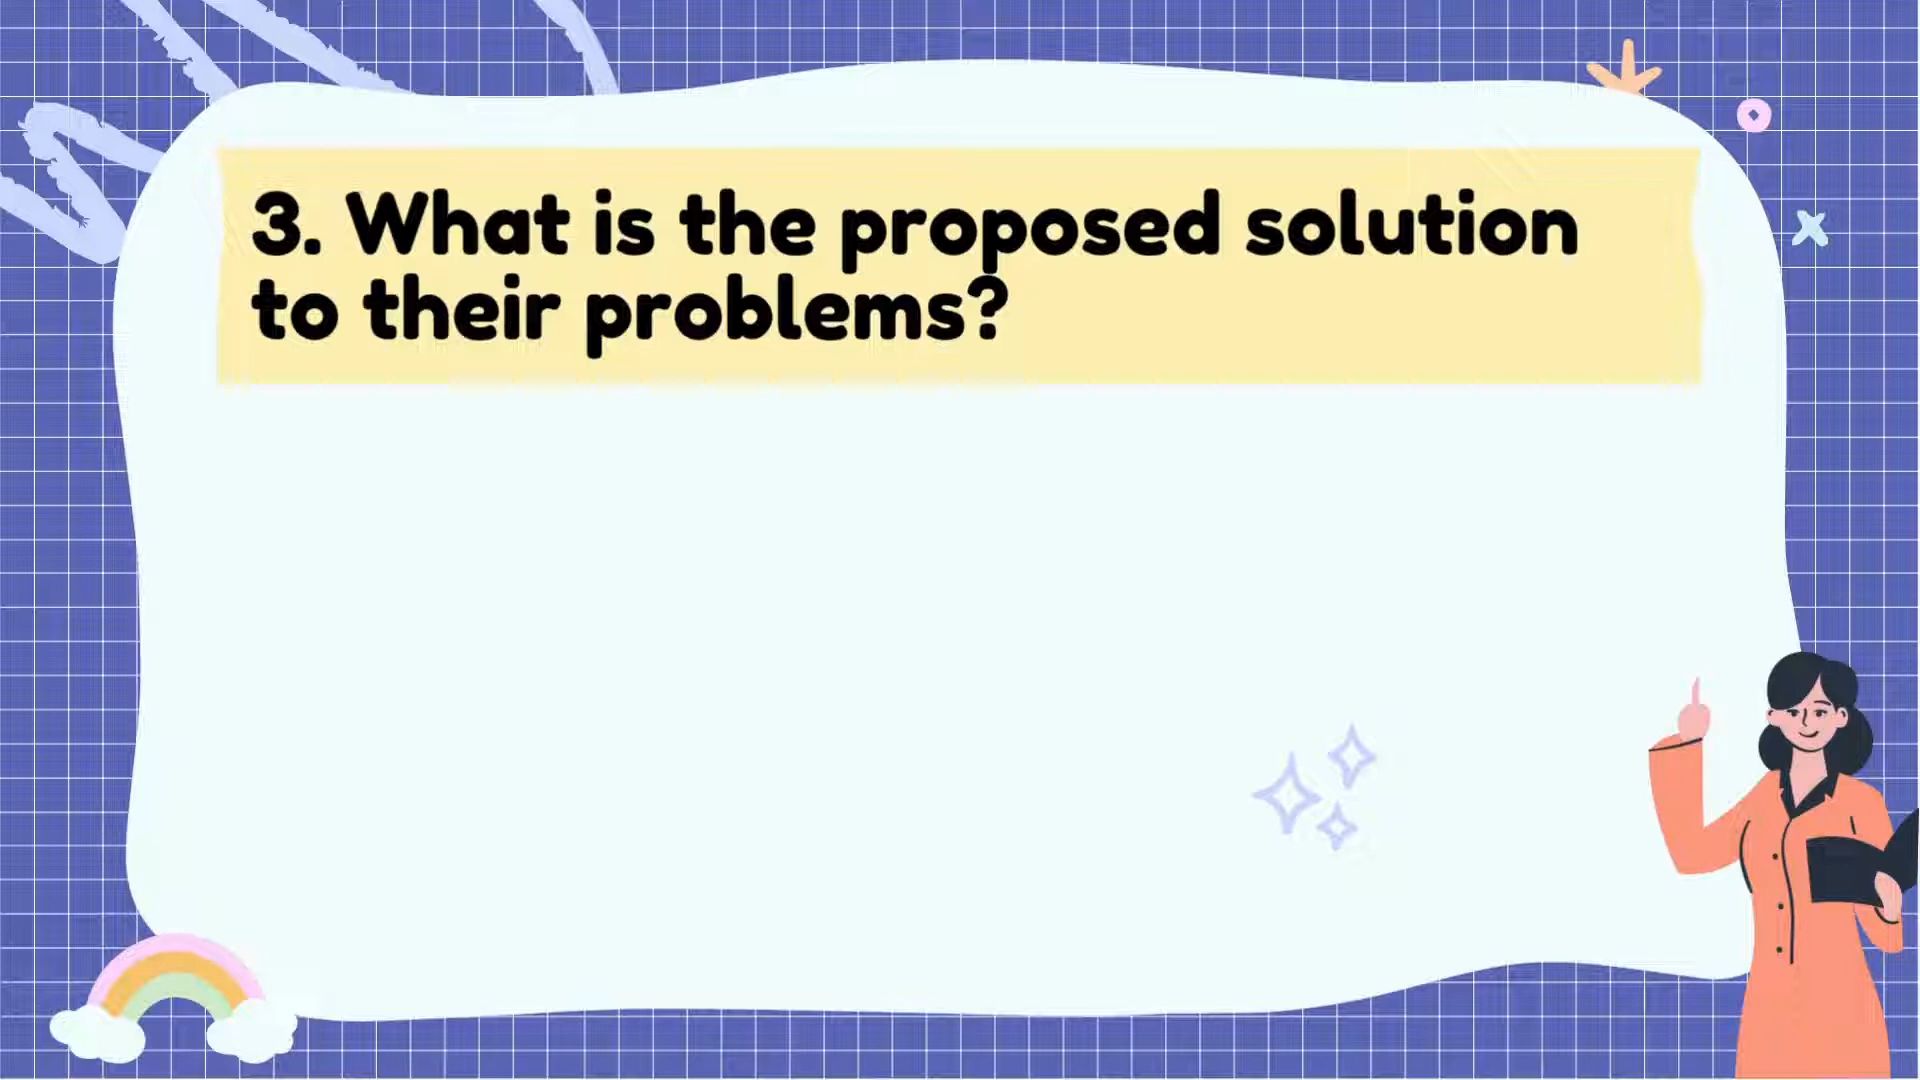 3. What is the proposed solution
to their problems?